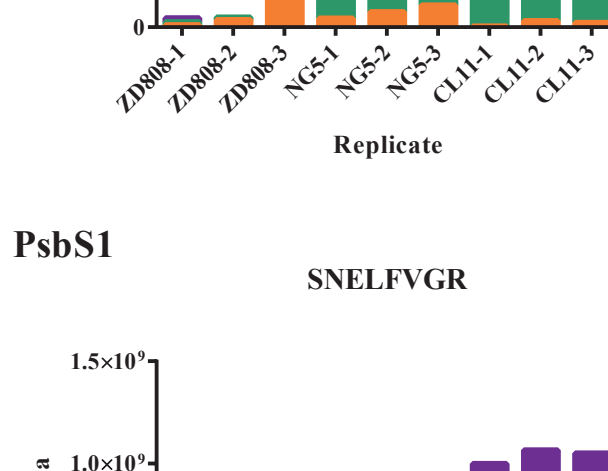 0
ZD808-1 ZD808-2 ZD808-3 NG5-1 NG5-2 NG5-3 CL11-1 CL11-2 CL11-3
Replicate
PsbS1
SNELFVGR
1.5×10⁹
1.0×10⁹
a